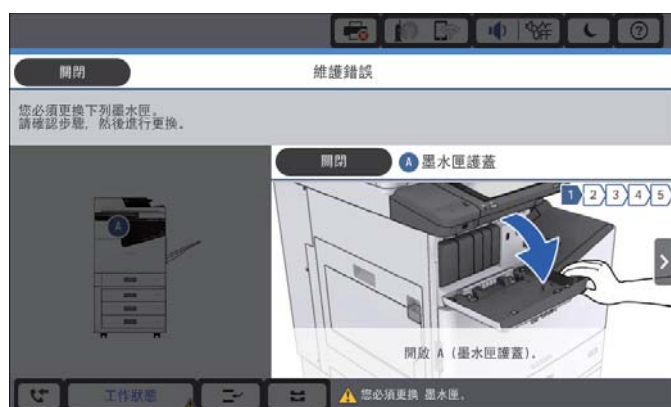 OFF
?
關閉
維護錯誤
您必須更換下列墨水匣。
請確認步驟，然後進行更換。
關閉
A 墨水匣護蓋
1 2 3 4 5
A
開啟 A (墨水匣護蓋)。
工作狀態
您必須更換 墨水匣。